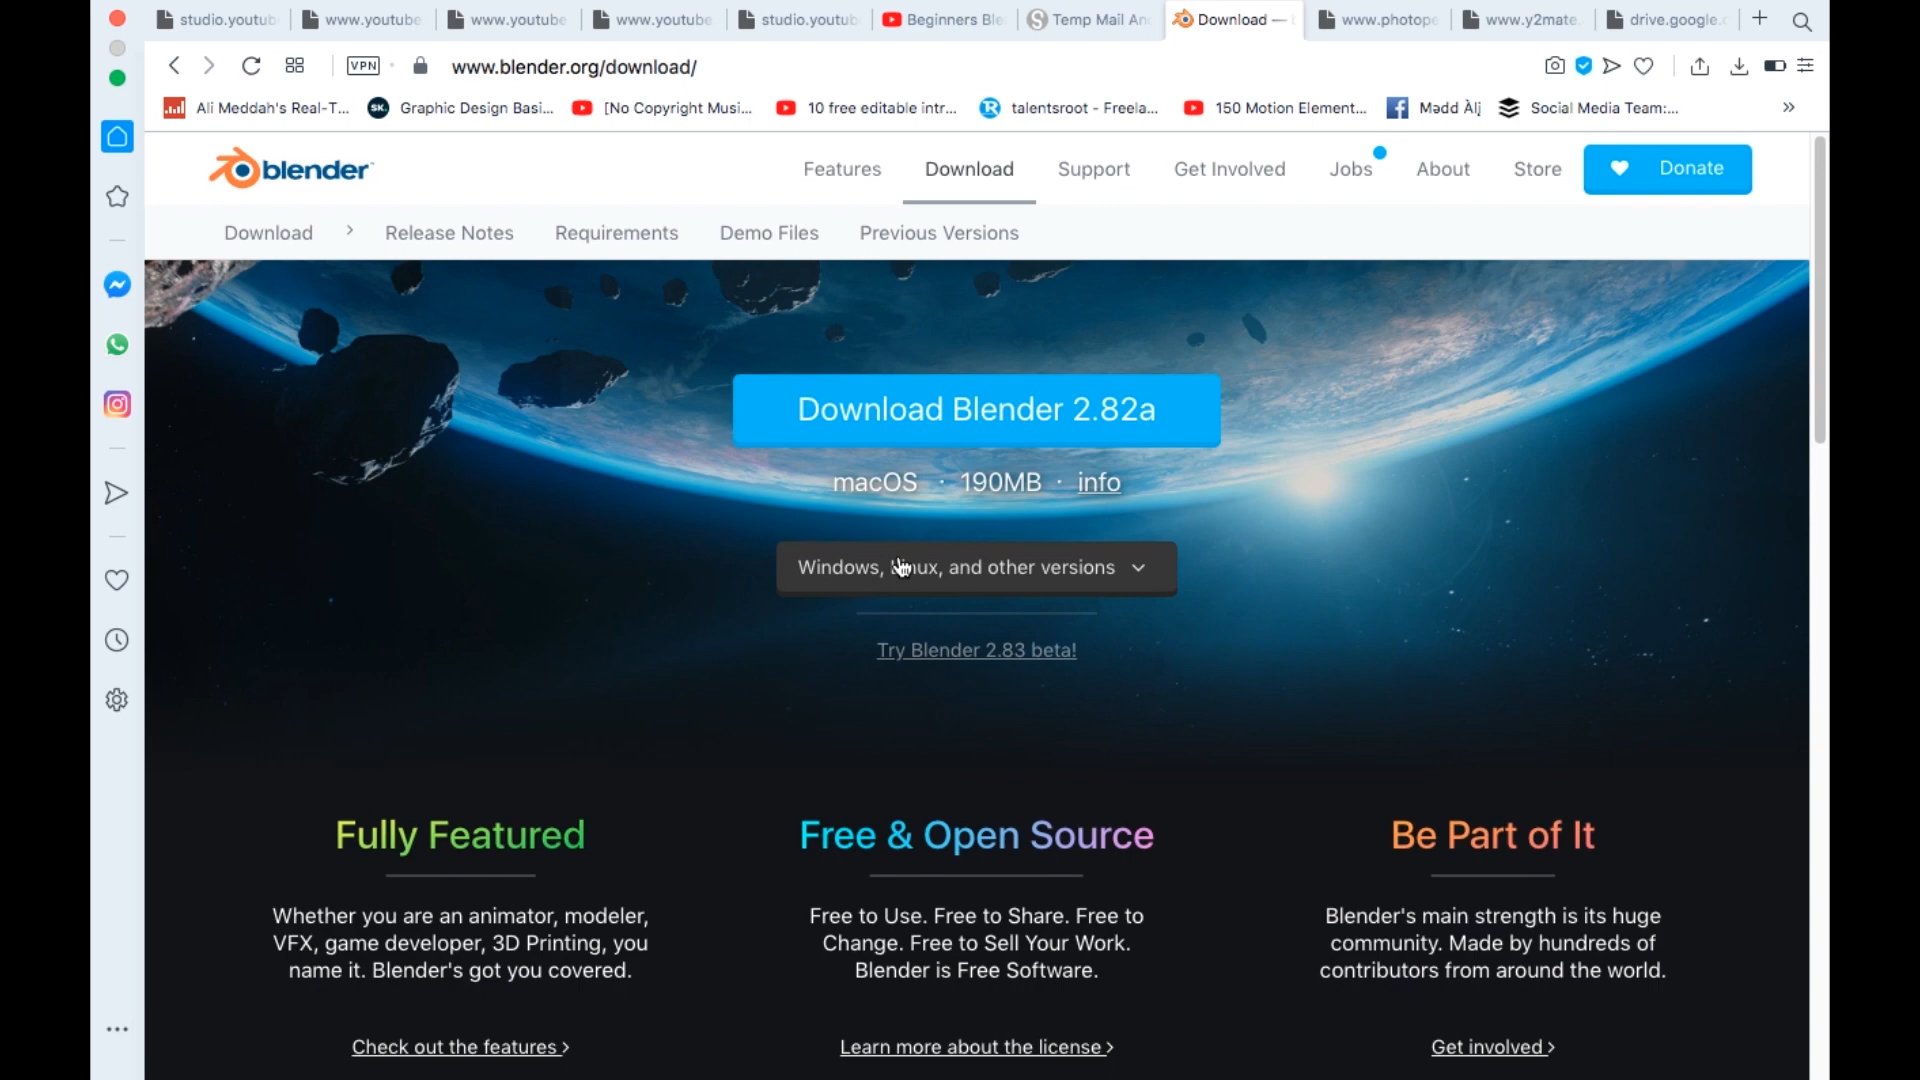 studio.youtub
www.youtube
www.youtube
www.youtube
studio.youtub
Beginners Ble
Temp Mail An
Download —
www.photope
www.y2mate.
drive.google.c
VPN
www.blender.org/download/
Ali Meddah's Real-T...
SK.
Graphic Design Basi...
[No Copyright Musi...
10 free editable intr...
talentsroot - Freela...
150 Motion Element...
Mədd Àlị
Social Media Team:...
blender
Features
Download
Support
Get Involved
Jobs
About
Store
Donate
Download
Release Notes
Requirements
Demo Files
Previous Versions
Download Blender 2.82a
macOS · 190MB · info
Windows, Linux, and other versions
Try Blender 2.83 beta!
Fully Featured
Whether you are an animator, modeler,
VFX, game developer, 3D Printing, you
name it. Blender's got you covered.
Check out the features ›
Free & Open Source
Free to Use. Free to Share. Free to
Change. Free to Sell Your Work.
Blender is Free Software.
Learn more about the license ›
Be Part of It
Blender's main strength is its huge
community. Made by hundreds of
contributors from around the world.
Get involved ›